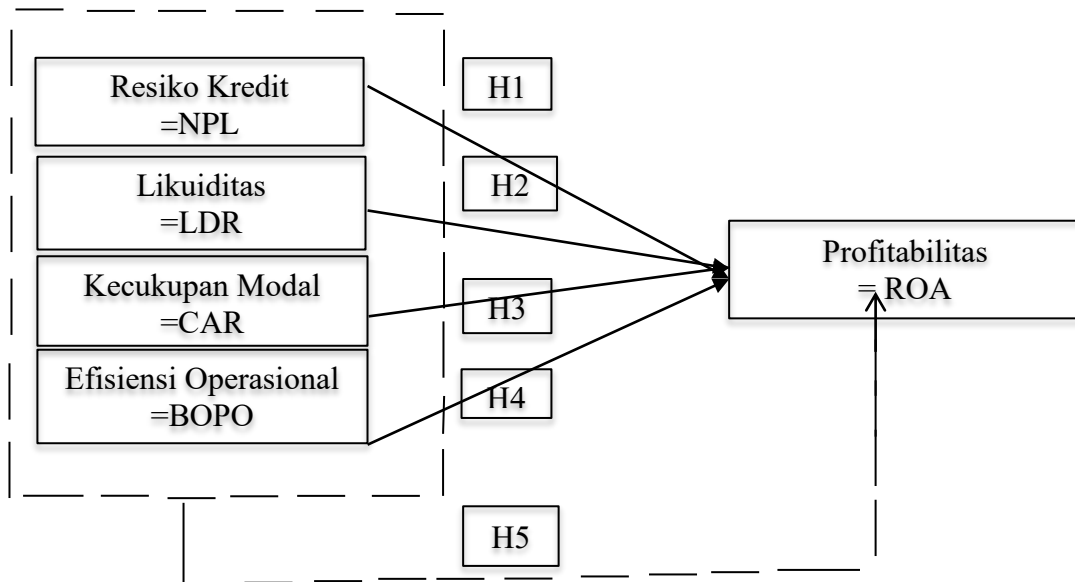 Resiko Kredit
=NPL
H1
Likuiditas
=LDR
H2
Kecukupan Modal
=CAR
H3
Efisiensi Operasional
=BOPO
H4
Profitabilitas
= ROA
H5